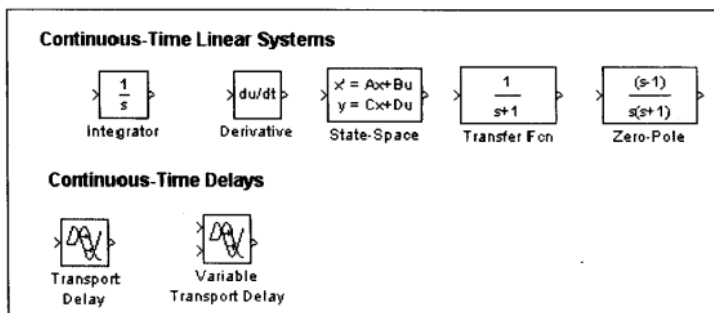 Continuous-Time Linear Systems
1
s
Integrator
du/dt
Derivative
x' = Ax+Bu
y = Cx+Du
State-Space
1
s+1
Transfer Fcn
(s-1)
s(s+1)
Zero-Pole
Continuous-Time Delays
Transport
Delay
Variable
Transport Delay